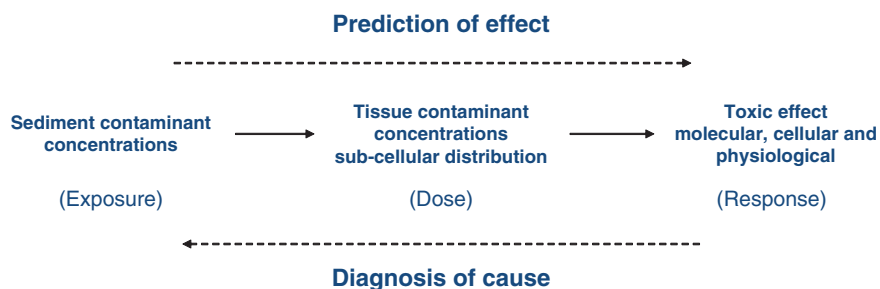 Prediction of effect
Sediment contaminant
concentrations
(Exposure)
Tissue contaminant
concentrations
sub-cellular distribution
(Dose)
Toxic effect
molecular, cellular and
physiological
(Response)
Diagnosis of cause